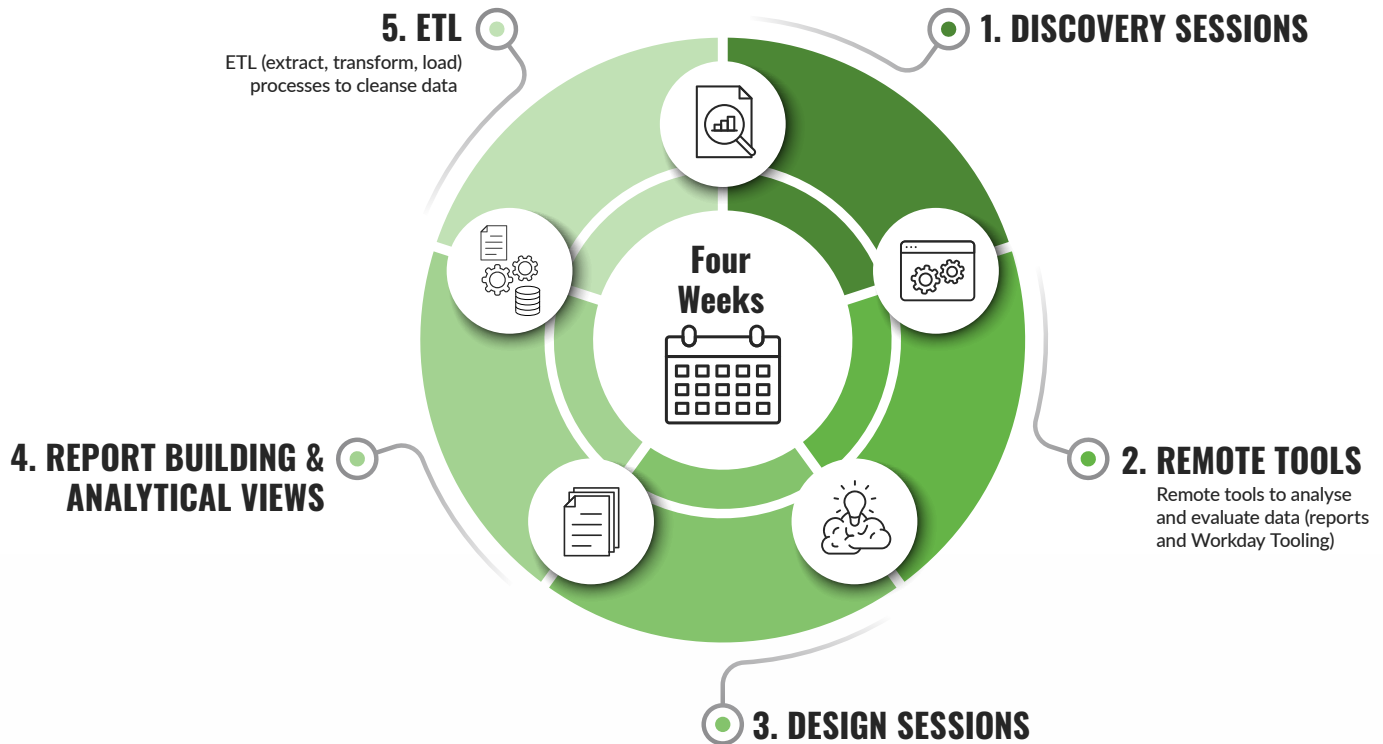 5. ETL
ETL (extract, transform, load)
processes to cleanse data
1. DISCOVERY SESSIONS
Four
Weeks
4. REPORT BUILDING &
ANALYTICAL VIEWS
2. REMOTE TOOLS
Remote tools to analyse
and evaluate data (reports
and Workday Tooling)
3. DESIGN SESSIONS